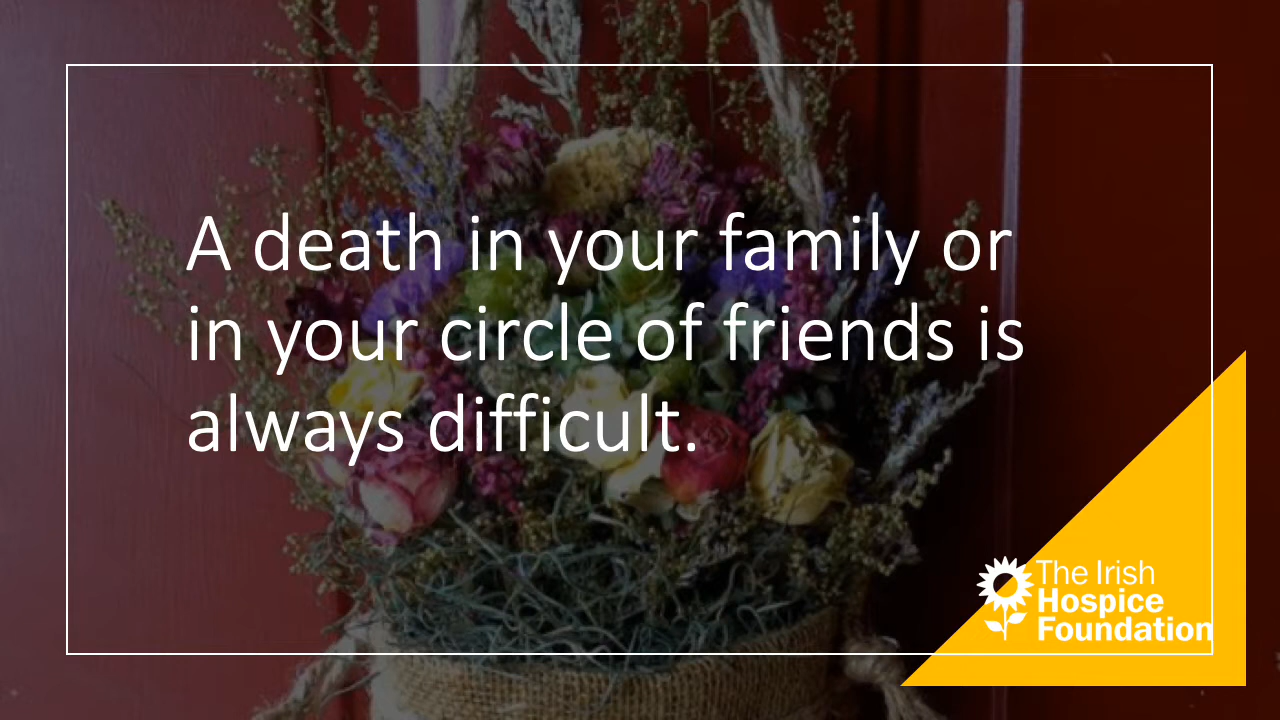 A death in your family or
in your circle of friends is
always difficult.
The Irish
Hospice
Foundation